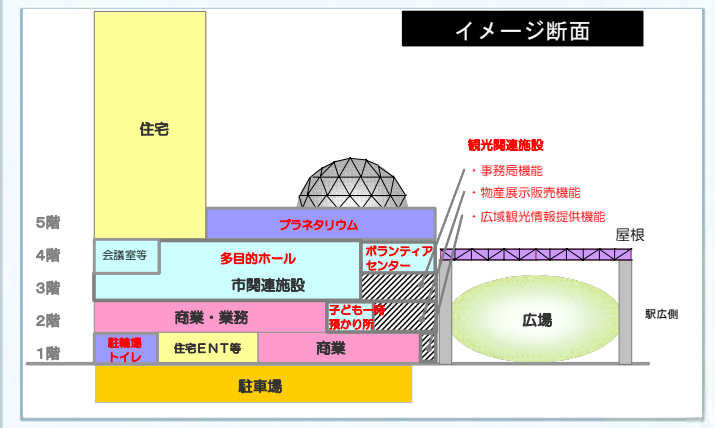 イメージ断面
住宅
観光関連施設
・事務局機能
・物産展示販売機能
・広域観光情報提供機能
5階
プラネタリウム
屋根
4階
会議室等
多目的ホール
ボランティア
センター
3階
市関連施設
2階
商業・業務
子ども一時
預かり所
広場
駅広側
1階
駐輪場
トイレ
住宅ENT等
商業
駐車場